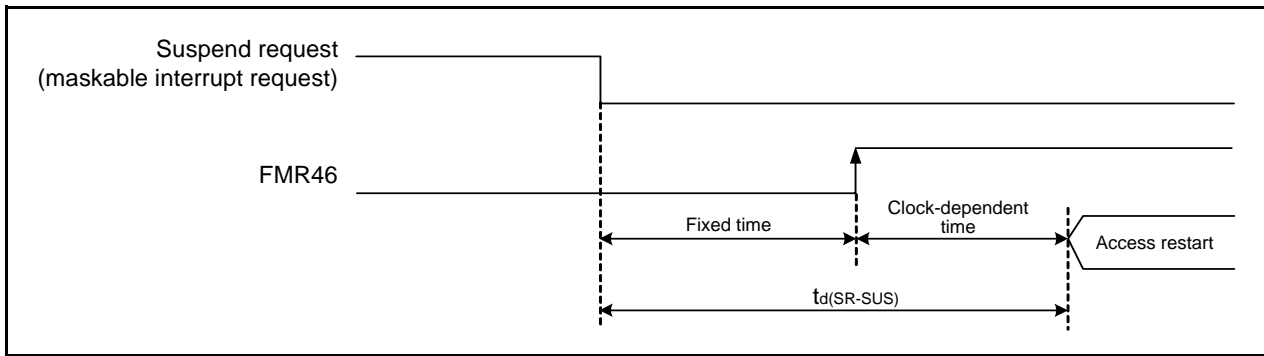 Suspend request
(maskable interrupt request)
FMR46
Fixed time
Clock-dependent
time
Access restart
td(SR-SUS)